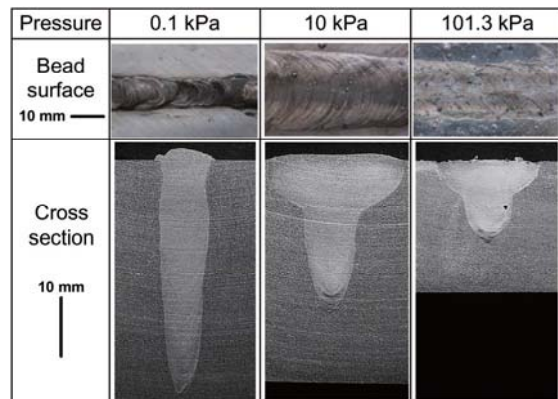 Pressure 0.1 kPa 10 kPa 101.3 kPa
Bead
surface
10 mm
Cross
section
10 mm